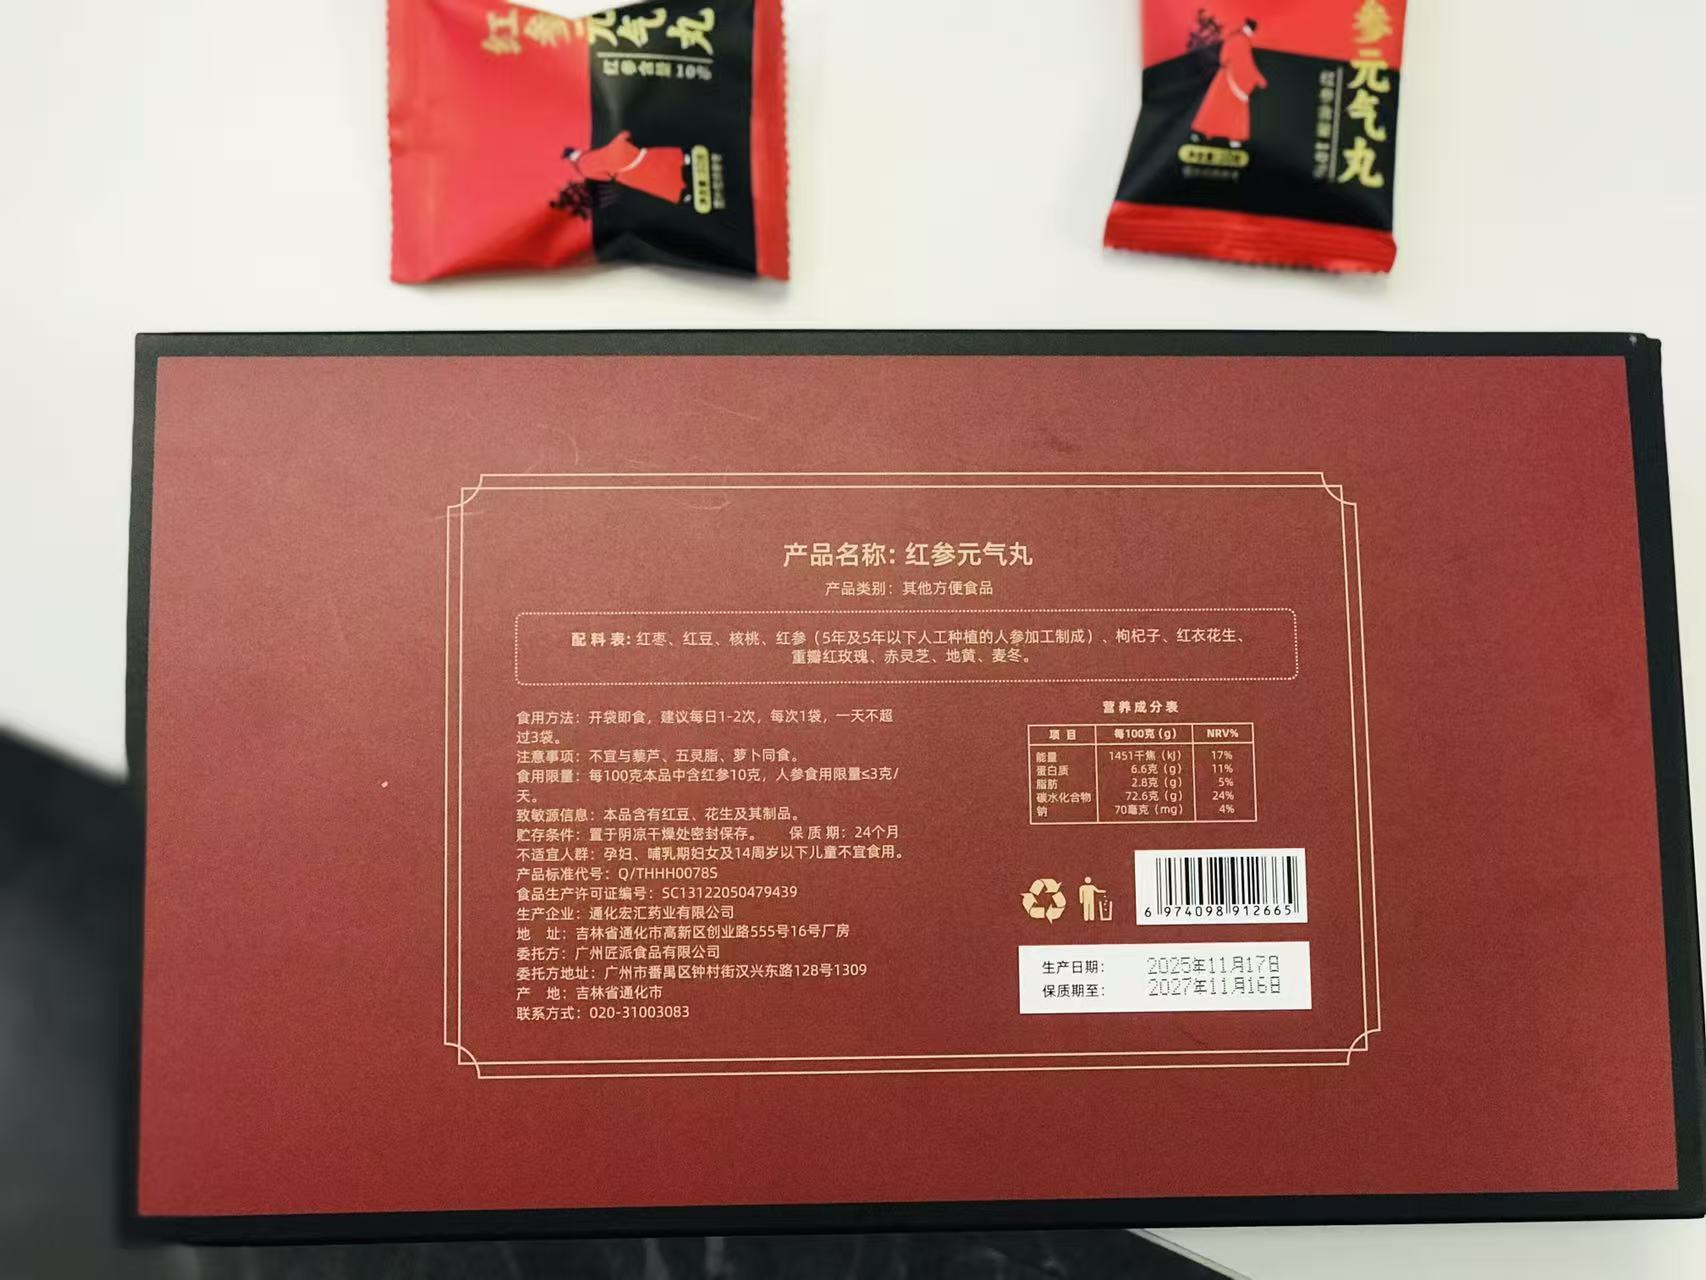 红参元气丸
红参含量10%
参元气丸
红参含量10%
产品名称: 红参元气丸
产品类别: 其他方便食品
配料表: 红枣、红豆、核桃、红参（5年及5年以下人工种植的人参加工制成）、枸杞子、红衣花生、
重瓣红玫瑰、赤灵芝、地黄、麦冬。
食用方法：开袋即食，建议每日1-2次，每次1袋，一天不超
过3袋。
注意事项：不宜与藜芦、五灵脂、萝卜同食。
食用限量：每100克本品中含红参10克，人参食用限量≤3克/
天。
致敏源信息：本品含有红豆、花生及其制品。
贮存条件：置于阴凉干燥处密封保存。 保质期：24个月
不适宜人群：孕妇、哺乳期妇女及14周岁以下儿童不宜食用。
产品标准代号：Q/THHH0078S
食品生产许可证编号：SC13122050479439
生产企业：通化宏汇药业有限公司
地 址：吉林省通化市高新区创业路555号16号厂房
委托方：广州匠派食品有限公司
委托方地址：广州市番禺区钟村街汉兴东路128号1309
产 地：吉林省通化市
联系方式：020-31003083
营养成分表
项目 每100克(g) NRV%
能量 1451千焦（kJ） 17%
蛋白质 6.6克（g） 11%
脂肪 2.8克（g） 5%
碳水化合物 72.6克（g） 24%
钠 70毫克（mg） 4%
6 974098 912665
生产日期： 2025年11月17日
保质期至： 2027年11月16日